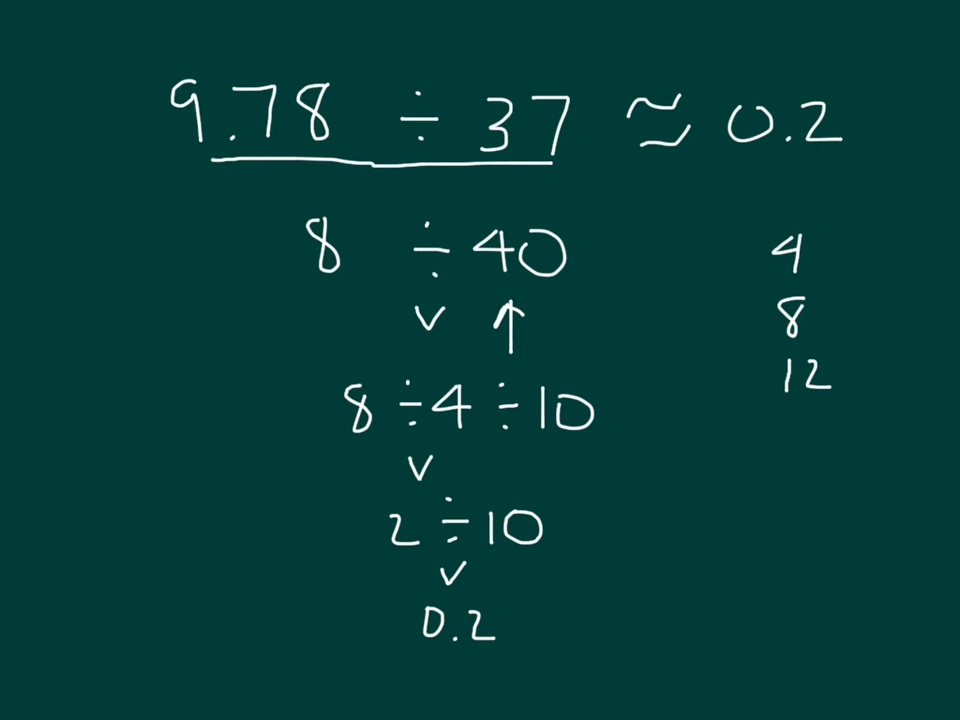 9.78 ÷ 37 ≈ 0.2
8 ÷ 40
4
8
12
8 ÷ 4 ÷ 10
2 ÷ 10
0.2